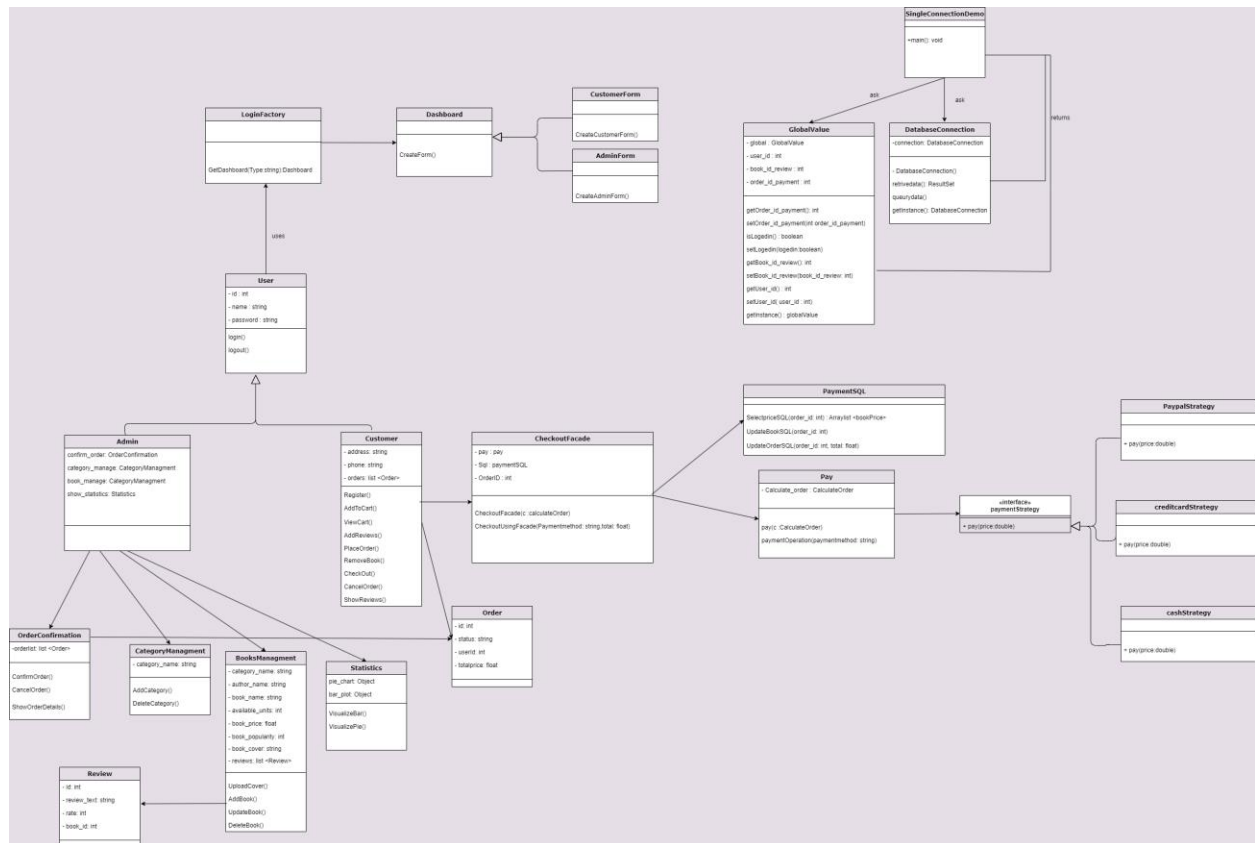 SingleConnectionDemo
+main(): void
ask
ask
returns
LoginFactory
GetDashboard(Type:string):Dashboard
Dashboard
CreateForm()
CustomerForm
CreateCustomerForm()
AdminForm
CreateAdminForm()
GlobalValue
- global : GlobalValue
- user_id : int
- book_id_review : int
- order_id_payment : int
getOrder_id_payment(): int
setOrder_id_payment(int order_id_payment)
isLogedin() : boolean
setLogedin(logedin:boolean)
getBook_id_review(): int
setBook_id_review(book_id_review: int)
getUser_id() : int
setUser_id( user_id : int)
getInstance() : globalValue
DatabaseConnection
-connection: DatabaseConnection
- DatabaseConnection()
retrivedata(): ResultSet
queurydata()
getInstance(): DatabaseConnection
uses
User
- id : int
- name : string
- password : string
login()
logout()
Admin
confirm_order: OrderConfirmation
category_manage: CategoryManagment
book_manage: CategoryManagment
show_statistics: Statistics
Customer
- address: string
- phone: string
- orders: list <Order>
Register()
AddToCart()
ViewCart()
AddReviews()
PlaceOrder()
RemoveBook()
CheckOut()
CancelOrder()
ShowReviews()
CheckoutFacade
- pay : pay
- Sql : paymentSQL
- OrderID : int
CheckoutFacade(c :calculateOrder)
CheckoutUsingFacade(Paymentmethod: string,total: float)
PaymentSQL
SelectpriceSQL(order_id: int) : Arraylist <bookPrice>
UpdateBookSQL(order_id: int)
UpdateOrderSQL(order_id: int, total: float)
Pay
- Calculate_order : CalculateOrder
pay(c :CalculateOrder)
paymentOperation(paymentmethod: string)
«interface»
paymentStrategy
+ pay(price:double)
PaypalStrategy
+ pay(price:double)
creditcardStrategy
+ pay(price:double)
cashStrategy
+ pay(price:double)
OrderConfirmation
-orderlist: list <Order>
ConfirmOrder()
CancelOrder()
ShowOrderDetails()
CategoryManagment
- category_name: string
AddCategory()
DeleteCategory()
BooksManagment
- category_name: string
- author_name: string
- book_name: string
- available_units: int
- book_price: float
- book_popularity: int
- book_cover: string
- reviews: list <Review>
UploadCover()
AddBook()
UpdateBook()
DeleteBook()
Statistics
pie_chart: Object
bar_plot: Object
VisualizeBar()
VisualizePie()
Order
- id: int
- status: string
- userId: int
- totalprice: float
Review
- id: int
- review_text: string
- rate: int
- book_id: int